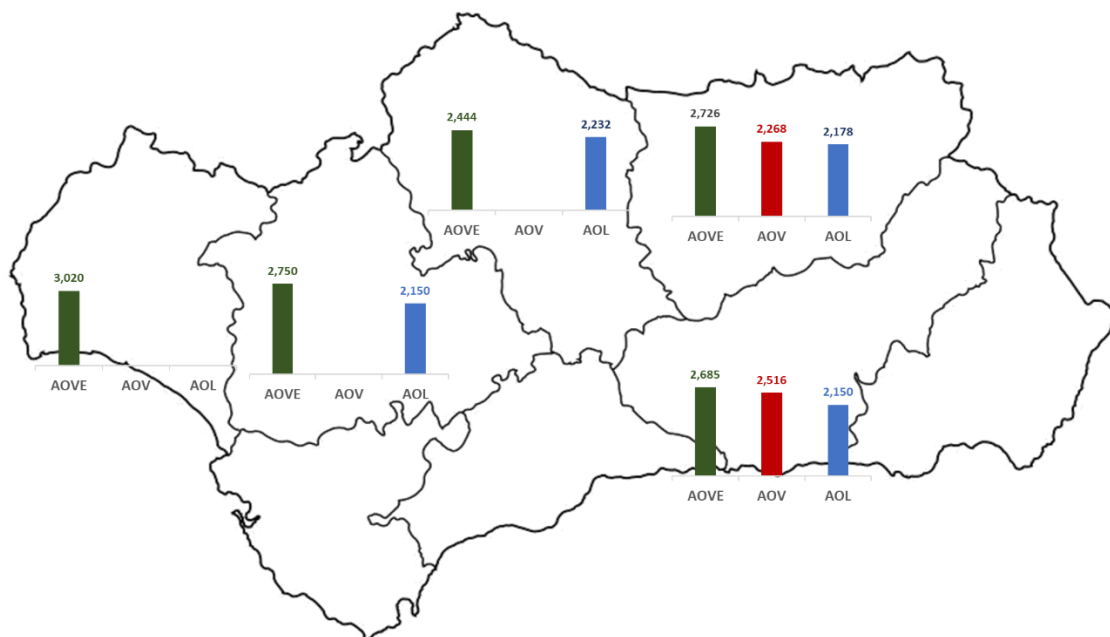 2,444
2,232
AOVE
AOV
AOL
2,726
2,268
2,178
AOVE
AOV
AOL
3,020
AOVE
AOV
AOL
2,750
2,150
AOVE
AOV
AOL
2,685
2,516
2,150
AOVE
AOV
AOL